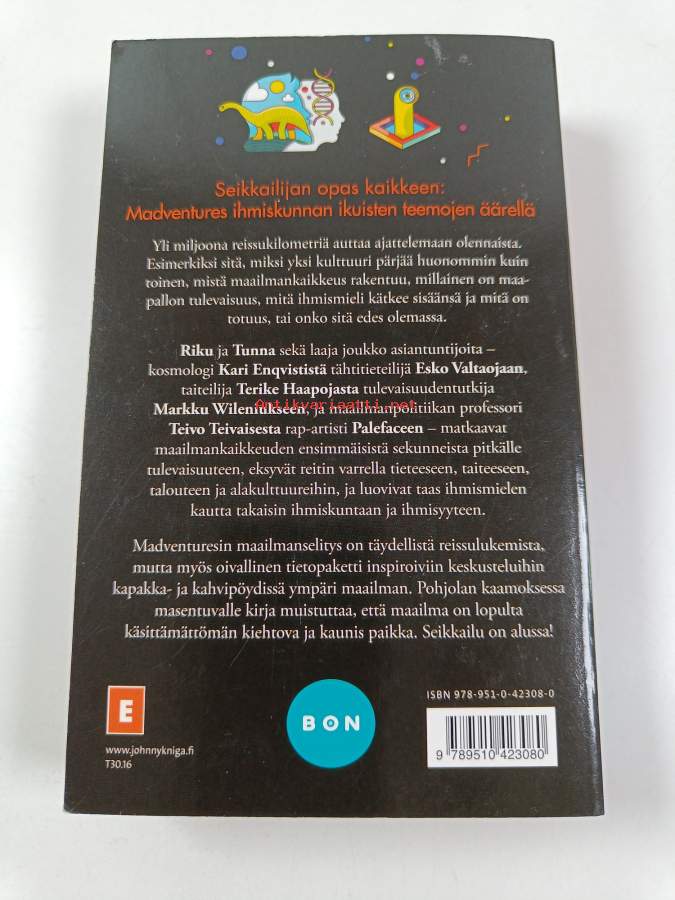 Seikkailijan opas kaikkeen:
Madventures ihmiskunnan ikuisten teemojen äärellä
Yli miljoona reissukilometriä auttaa ajattelemaan olennaista.
Esimerkiksi sitä, miksi yksi kulttuuri pärjää huonommin kuin
toinen, mistä maailmankaikkeus rakentuu, millainen on maa-
pallon tulevaisuus, mitä ihmismieli kätkee sisäänsä ja mitä on
totuus, tai onko sitä edes olemassa.
Riku ja Tunna sekä laaja joukko asiantuntijoita –
kosmologi Kari Enqvististä tähtitieteilijä Esko Valtaojaan,
taiteilija Terike Haapojasta tulevaisuudentutkija
Markku Wileniukseen, ja maailmanpolitiikan professori
Antikvariaatti.net
Teivo Teivaisesta rap-artisti Palefaceen – matkaavat
maailmankaikkeuden ensimmäisistä sekunneista pitkälle
tulevaisuuteen, eksyvät reitin varrella tieteeseen, taiteeseen,
talouteen ja alakulttuureihin, ja luovivat taas ihmismielen
kautta takaisin ihmiskuntaan ja ihmisyyteen.
Madventuresin maailmanselitys on täydellistä reissulukemista,
mutta myös oivallinen tietopaketti inspiroiviin keskusteluihin
kapakka- ja kahvipöydissä ympäri maailman. Pohjolan kaamoksessa
masentuvalle kirja muistuttaa, että maailma on lopulta
käsittämättömän kiehtova ja kaunis paikka. Seikkailu on alussa!
E
www.johnnykniga.fi
T30.16
BON
ISBN 978-951-0-42308-0
9 789510 423080